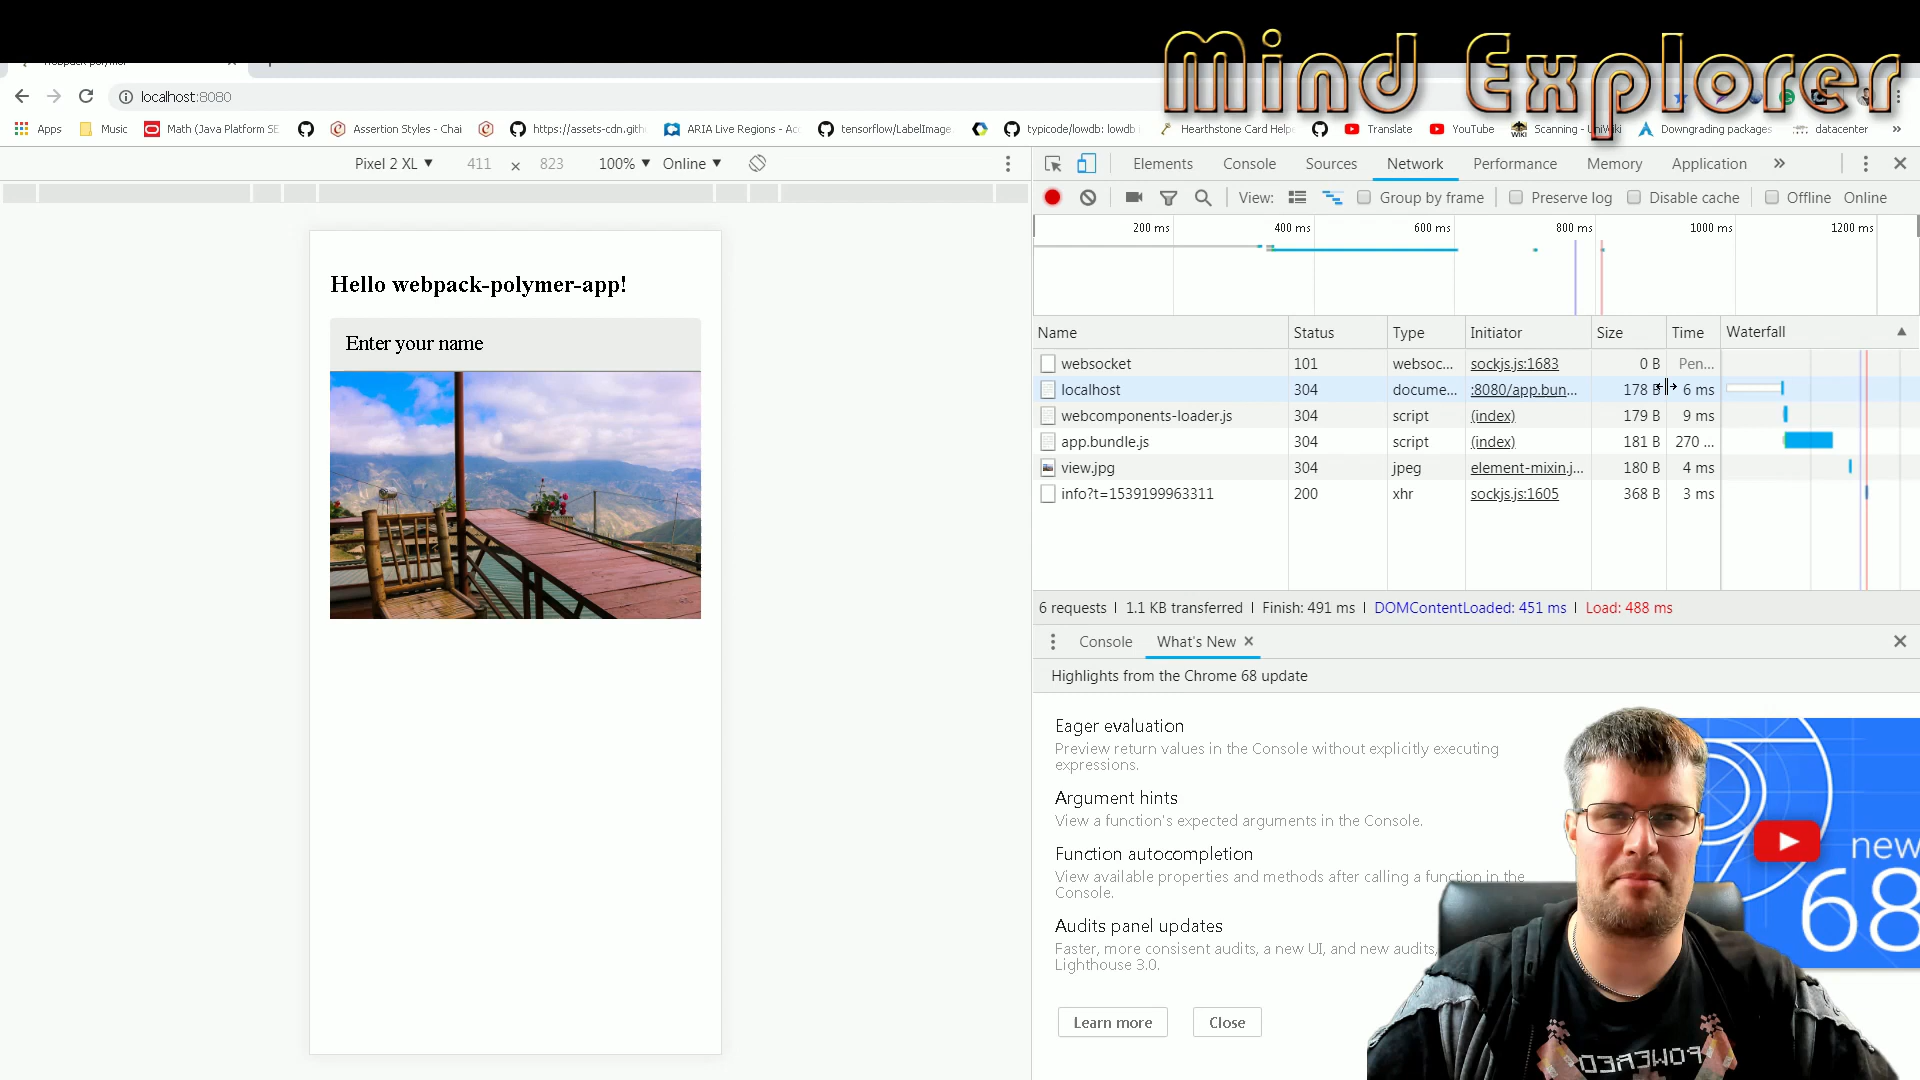 Mind Explorer
webpack-polymer
localhost:8080
Apps Music Math (Java Platform SE Assertion Styles - Chai https://assets-cdn.gith ARIA Live Regions - Acc tensorflow/LabelImage typicode/lowdb: lowdb Hearthstone Card Helpe Translate YouTube Scanning - UniWiki Downgrading packages datacenter »
Pixel 2 XL ▼ 411 x 823 100% ▼ Online ▼
Elements Console Sources Network Performance Memory Application »
View: Group by frame Preserve log Disable cache Offline Online
200 ms 400 ms 600 ms 800 ms 1000 ms 1200 ms
Hello webpack-polymer-app!
Enter your name
Name Status Type Initiator Size Time Waterfall
websocket 101 websoc... sockjs.js:1683 0 B Pen...
localhost 304 docume... :8080/app.bun... 178 B 6 ms
webcomponents-loader.js 304 script (index) 179 B 9 ms
app.bundle.js 304 script (index) 181 B 270 ...
view.jpg 304 jpeg element-mixin.j... 180 B 4 ms
info?t=1539199963311 200 xhr sockjs.js:1605 368 B 3 ms
6 requests | 1.1 KB transferred | Finish: 491 ms | DOMContentLoaded: 451 ms | Load: 488 ms
Console What's New ×
Highlights from the Chrome 68 update
Eager evaluation
Preview return values in the Console without explicitly executing
expressions.
Argument hints
View a function's expected arguments in the Console.
Function autocompletion
View available properties and methods after calling a function in the
Console.
Audits panel updates
Faster, more consisent audits, a new UI, and new audits,
Lighthouse 3.0.
Learn more Close
new
68
POWERED